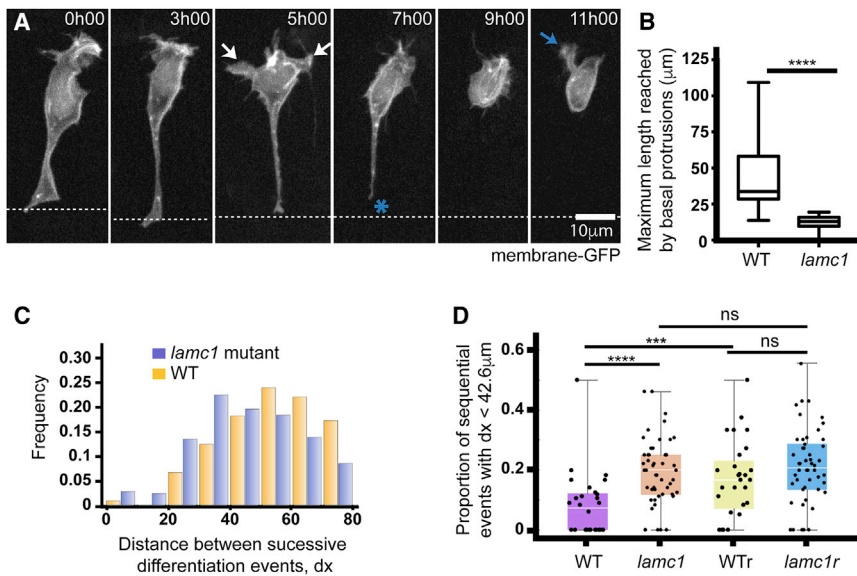 A
0h00
3h00
5h00
7h00
9h00
11h00
*
10μm
membrane-GFP
B
Maximum length reached
by basal protrusions (μm)
125
75
50
25
0
****
WT
lamc1
C
lamc1 mutant
WT
Frequency
0.30
0.25
0.20
0.15
0.10
0.05
0
0
20
40
60
80
Distance between sucessive
differentiation events, dx
D
Proportion of sequential
events with dx < 42.6μm
0.6
0.4
0.2
0
ns
***
ns
****
WT
lamc1
WTr
lamc1r